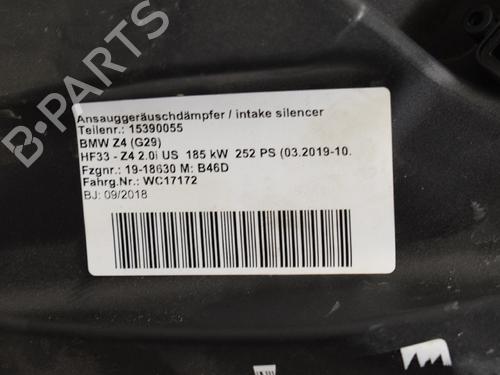 Ansauggeräuschdämpfer / intake silencer
Teilenr.: 15390055
BMW Z4 (G29)
HF33 - Z4 2.0i US 185 kW 252 PS (03.2019-10.
Fzgnr.: 19-18630 M: B46D
Fahrg.Nr.: WC17172
BJ: 09/2018
B-PARTS